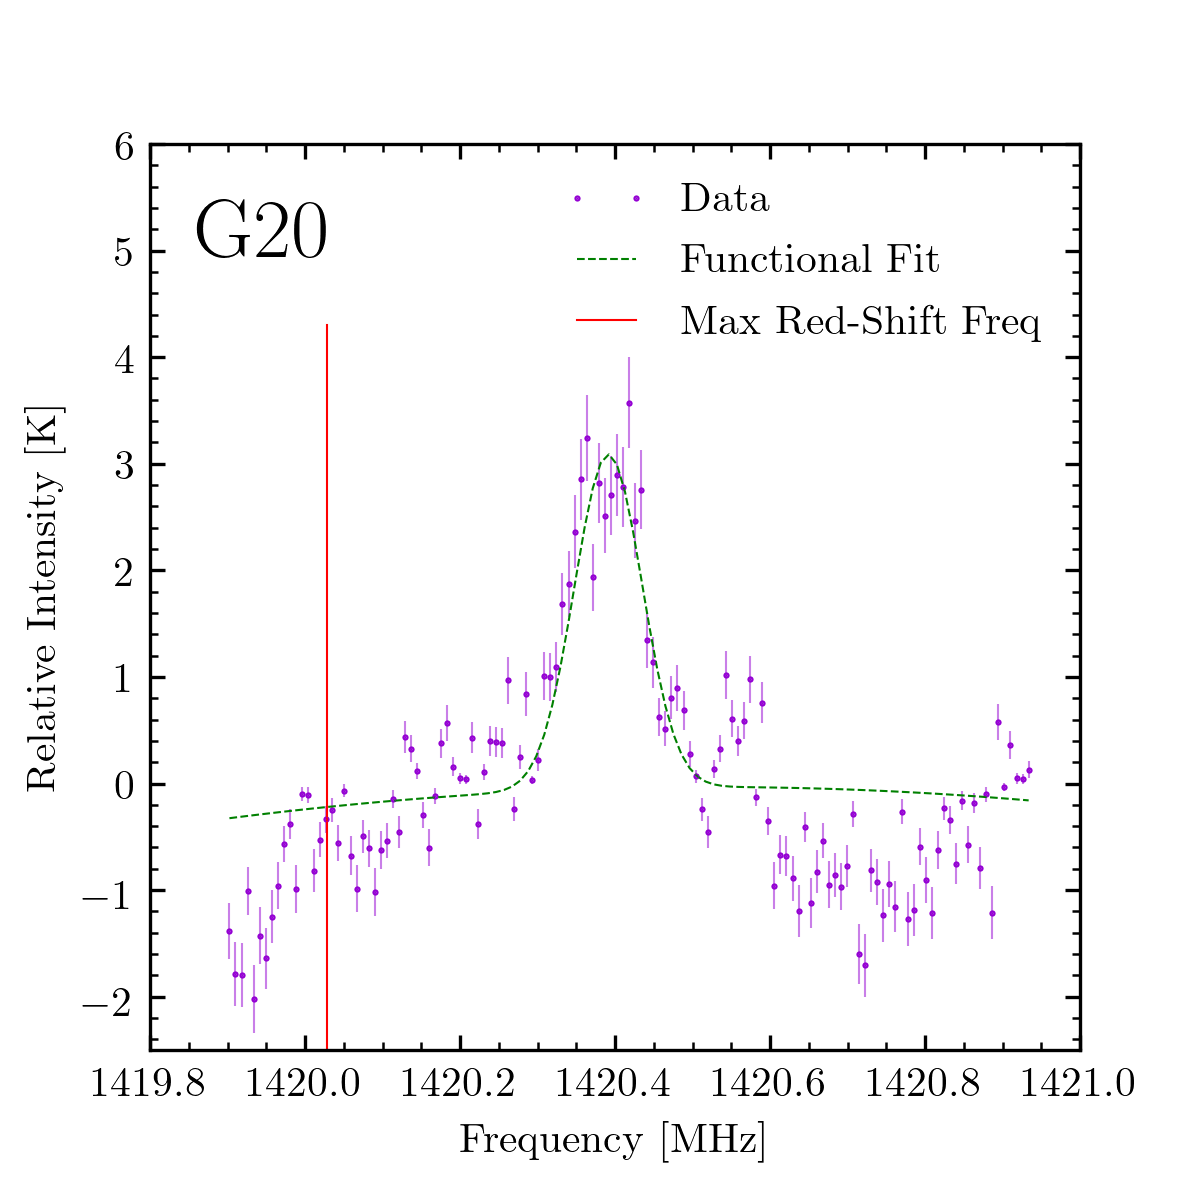 G20
Data
Functional Fit
Max Red-Shift Freq
6
5
4
3
2
1
0
−1
−2
Relative Intensity [K]
1419.8 1420.0 1420.2 1420.4 1420.6 1420.8 1421.0
Frequency [MHz]